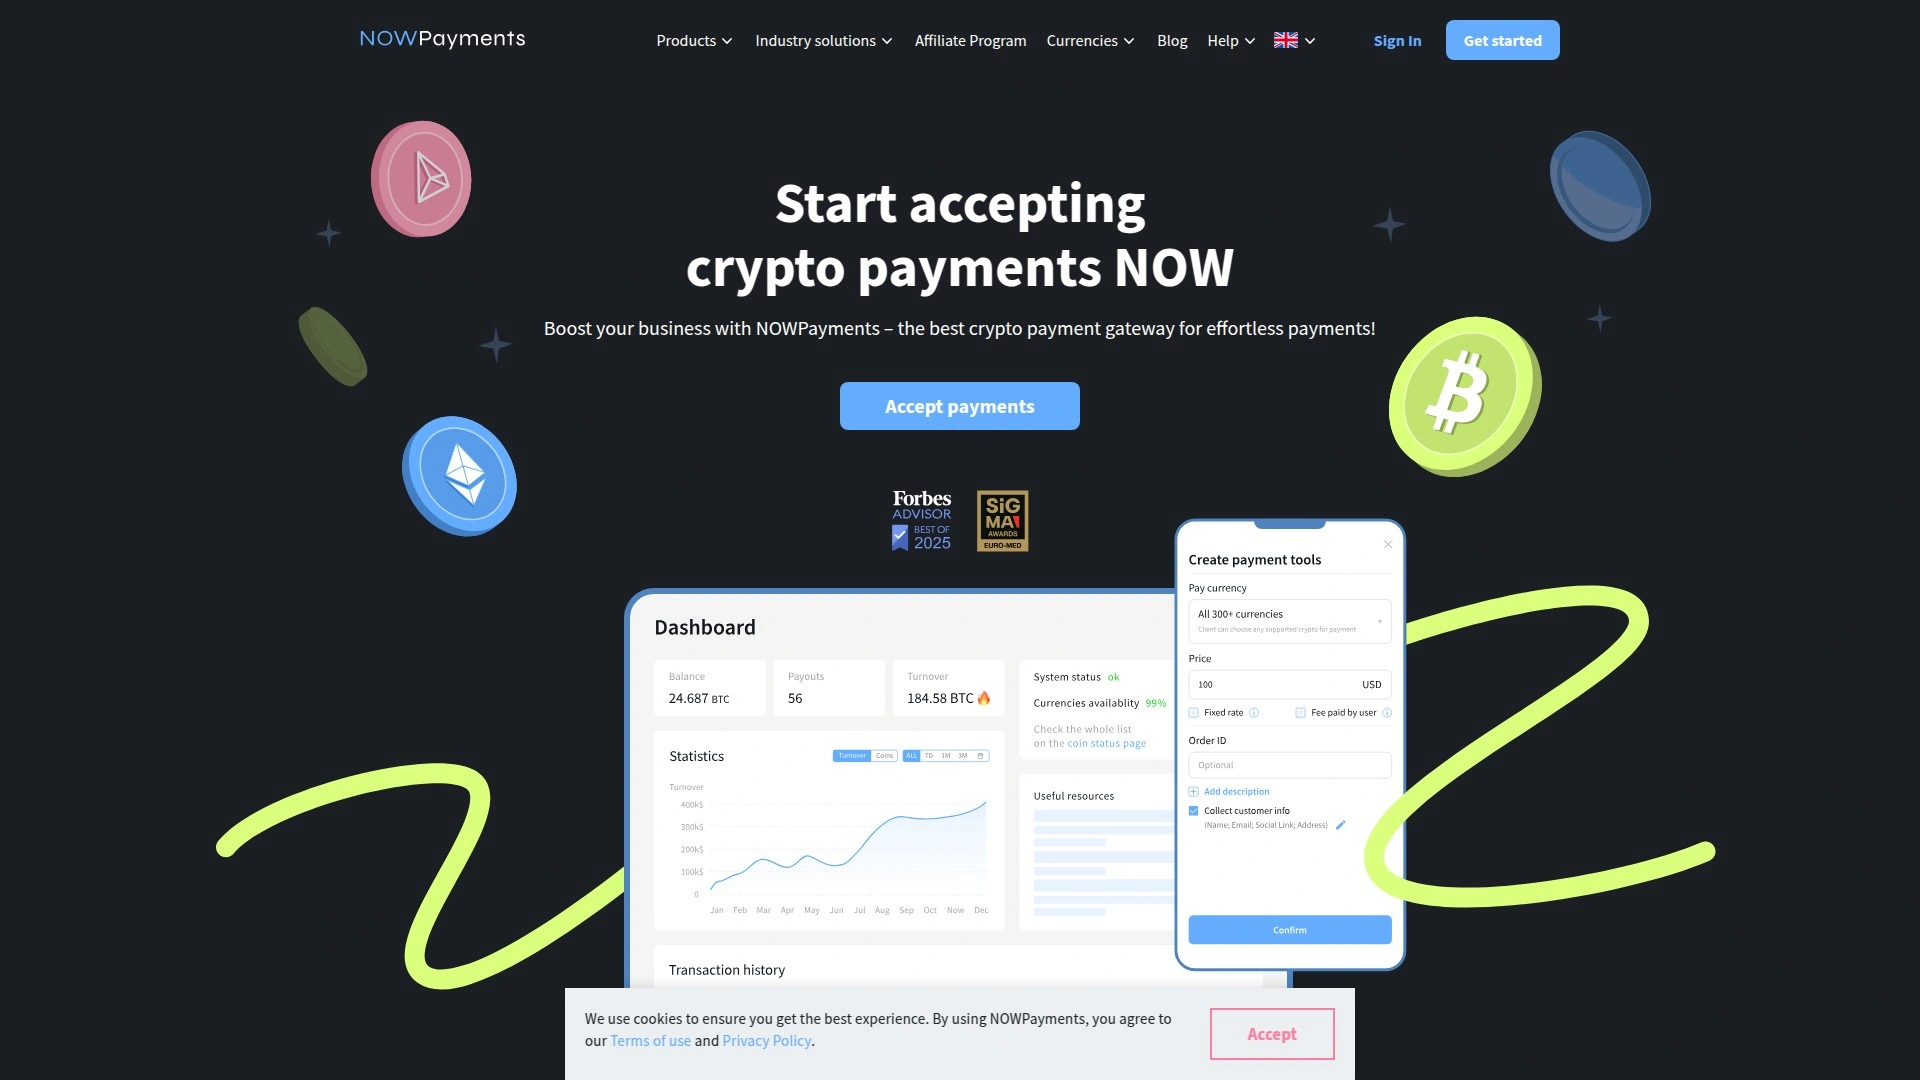 NOWPayments
Products
Industry solutions
Affiliate Program
Currencies
Blog
Help
Sign In
Get started
Start accepting
crypto payments NOW
Boost your business with NOWPayments – the best crypto payment gateway for effortless payments!
Accept payments
Forbes
ADVISOR
BEST OF
2025
SiG
MA
AWARDS
EURO-MED
Dashboard
Balance
24.687 BTC
Payouts
56
Turnover
184.58 BTC 🔥
System status ok
Currencies availablity 99%
Check the whole list
on the coin status page
Statistics
Turnover Coins
ALL 7D 1M 3M
Turnover
400k$
300k$
200k$
100k$
0
Jan Feb Mar Apr May Jun Jul Aug Sep Oct Now Dec
Useful resources
Transaction history
Create payment tools
Pay currency
All 300+ currencies
Client can choose any supported crypto for payment
Price
100 USD
Fixed rate
Fee paid by user
Order ID
Optional
Add description
Collect customer info
(Name; Email; Social Link; Address)
Confirm
We use cookies to ensure you get the best experience. By using NOWPayments, you agree to
our Terms of use and Privacy Policy.
Accept